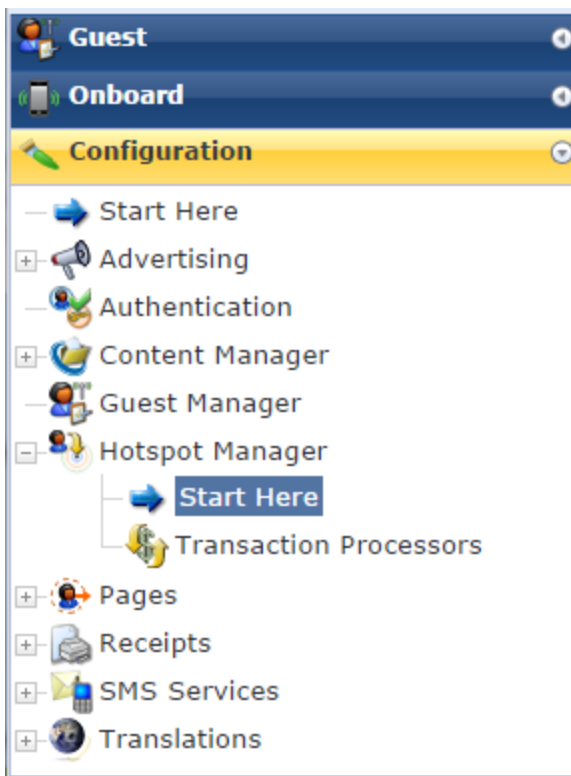 Guest
Onboard
Configuration
Start Here
Advertising
Authentication
Content Manager
Guest Manager
Hotspot Manager
Start Here
Transaction Processors
Pages
Receipts
SMS Services
Translations